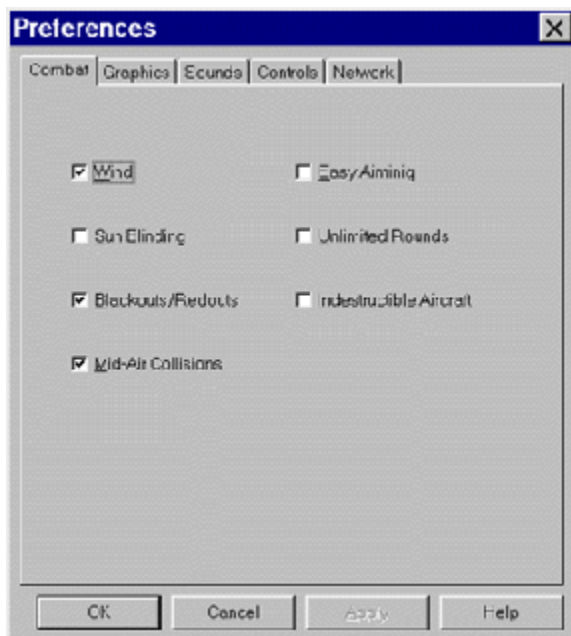 Preferences
Combat Graphics Sounds Controls Network
Wind
Easy Aiming
Sun Blinding
Unlimited Rounds
Blackouts/Redouts
Indestructible Aircraft
Mid-Air Collisions
OK Cancel Apply Help